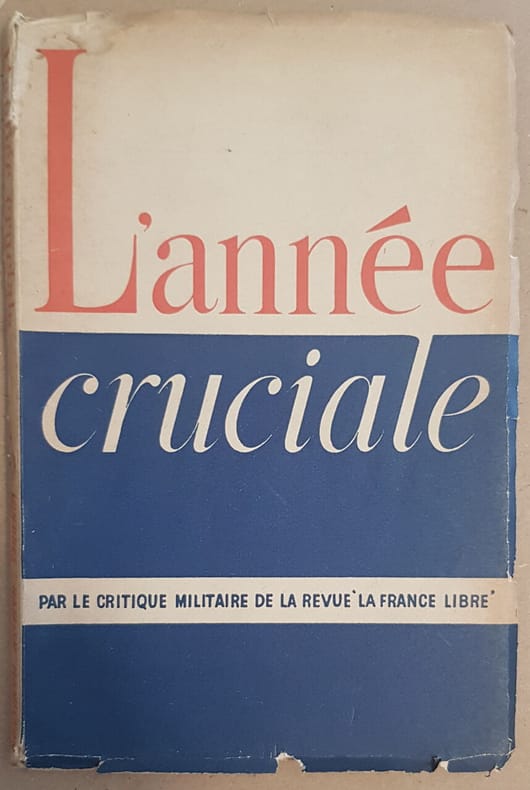 L'année
cruciale
PAR LE CRITIQUE MILITAIRE DE LA REVUE "LA FRANCE LIBRE"